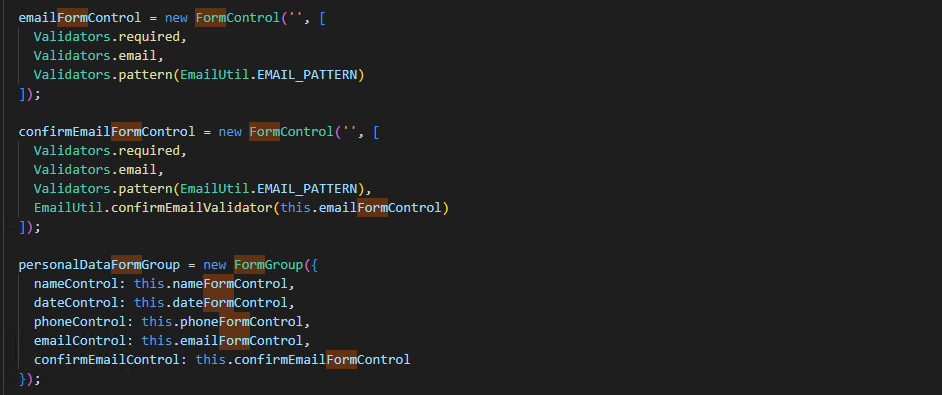 emailFormControl = new FormControl('', [
Validators.required,
Validators.email,
Validators.pattern(EmailUtil.EMAIL_PATTERN)
]);
confirmEmailFormControl = new FormControl('', [
Validators.required,
Validators.email,
Validators.pattern(EmailUtil.EMAIL_PATTERN),
EmailUtil.confirmEmailValidator(this.emailFormControl)
]);
personalDataFormGroup = new FormGroup({
nameControl: this.nameFormControl,
dateControl: this.dateFormControl,
phoneControl: this.phoneFormControl,
emailControl: this.emailFormControl,
confirmEmailControl: this.confirmEmailFormControl
});